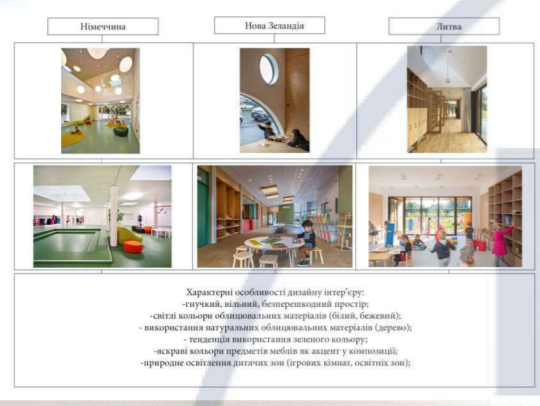 Німеччина
Нова Зеландія
Литва
Характерні особливості дизайну інтер'єру:
-гнучкий, вільний, безперешкодний простір;
-світлі кольори облицювальних матеріалів (білий, бежевий);
- використання натуральних облицювальних матеріалів (дерево);
- тенденція використання зеленого кольору;
-яскраві кольори предметів меблів як акцент у композиції;
-природне освітлення дитячих зон (ігрових кімнат, освітніх зон);